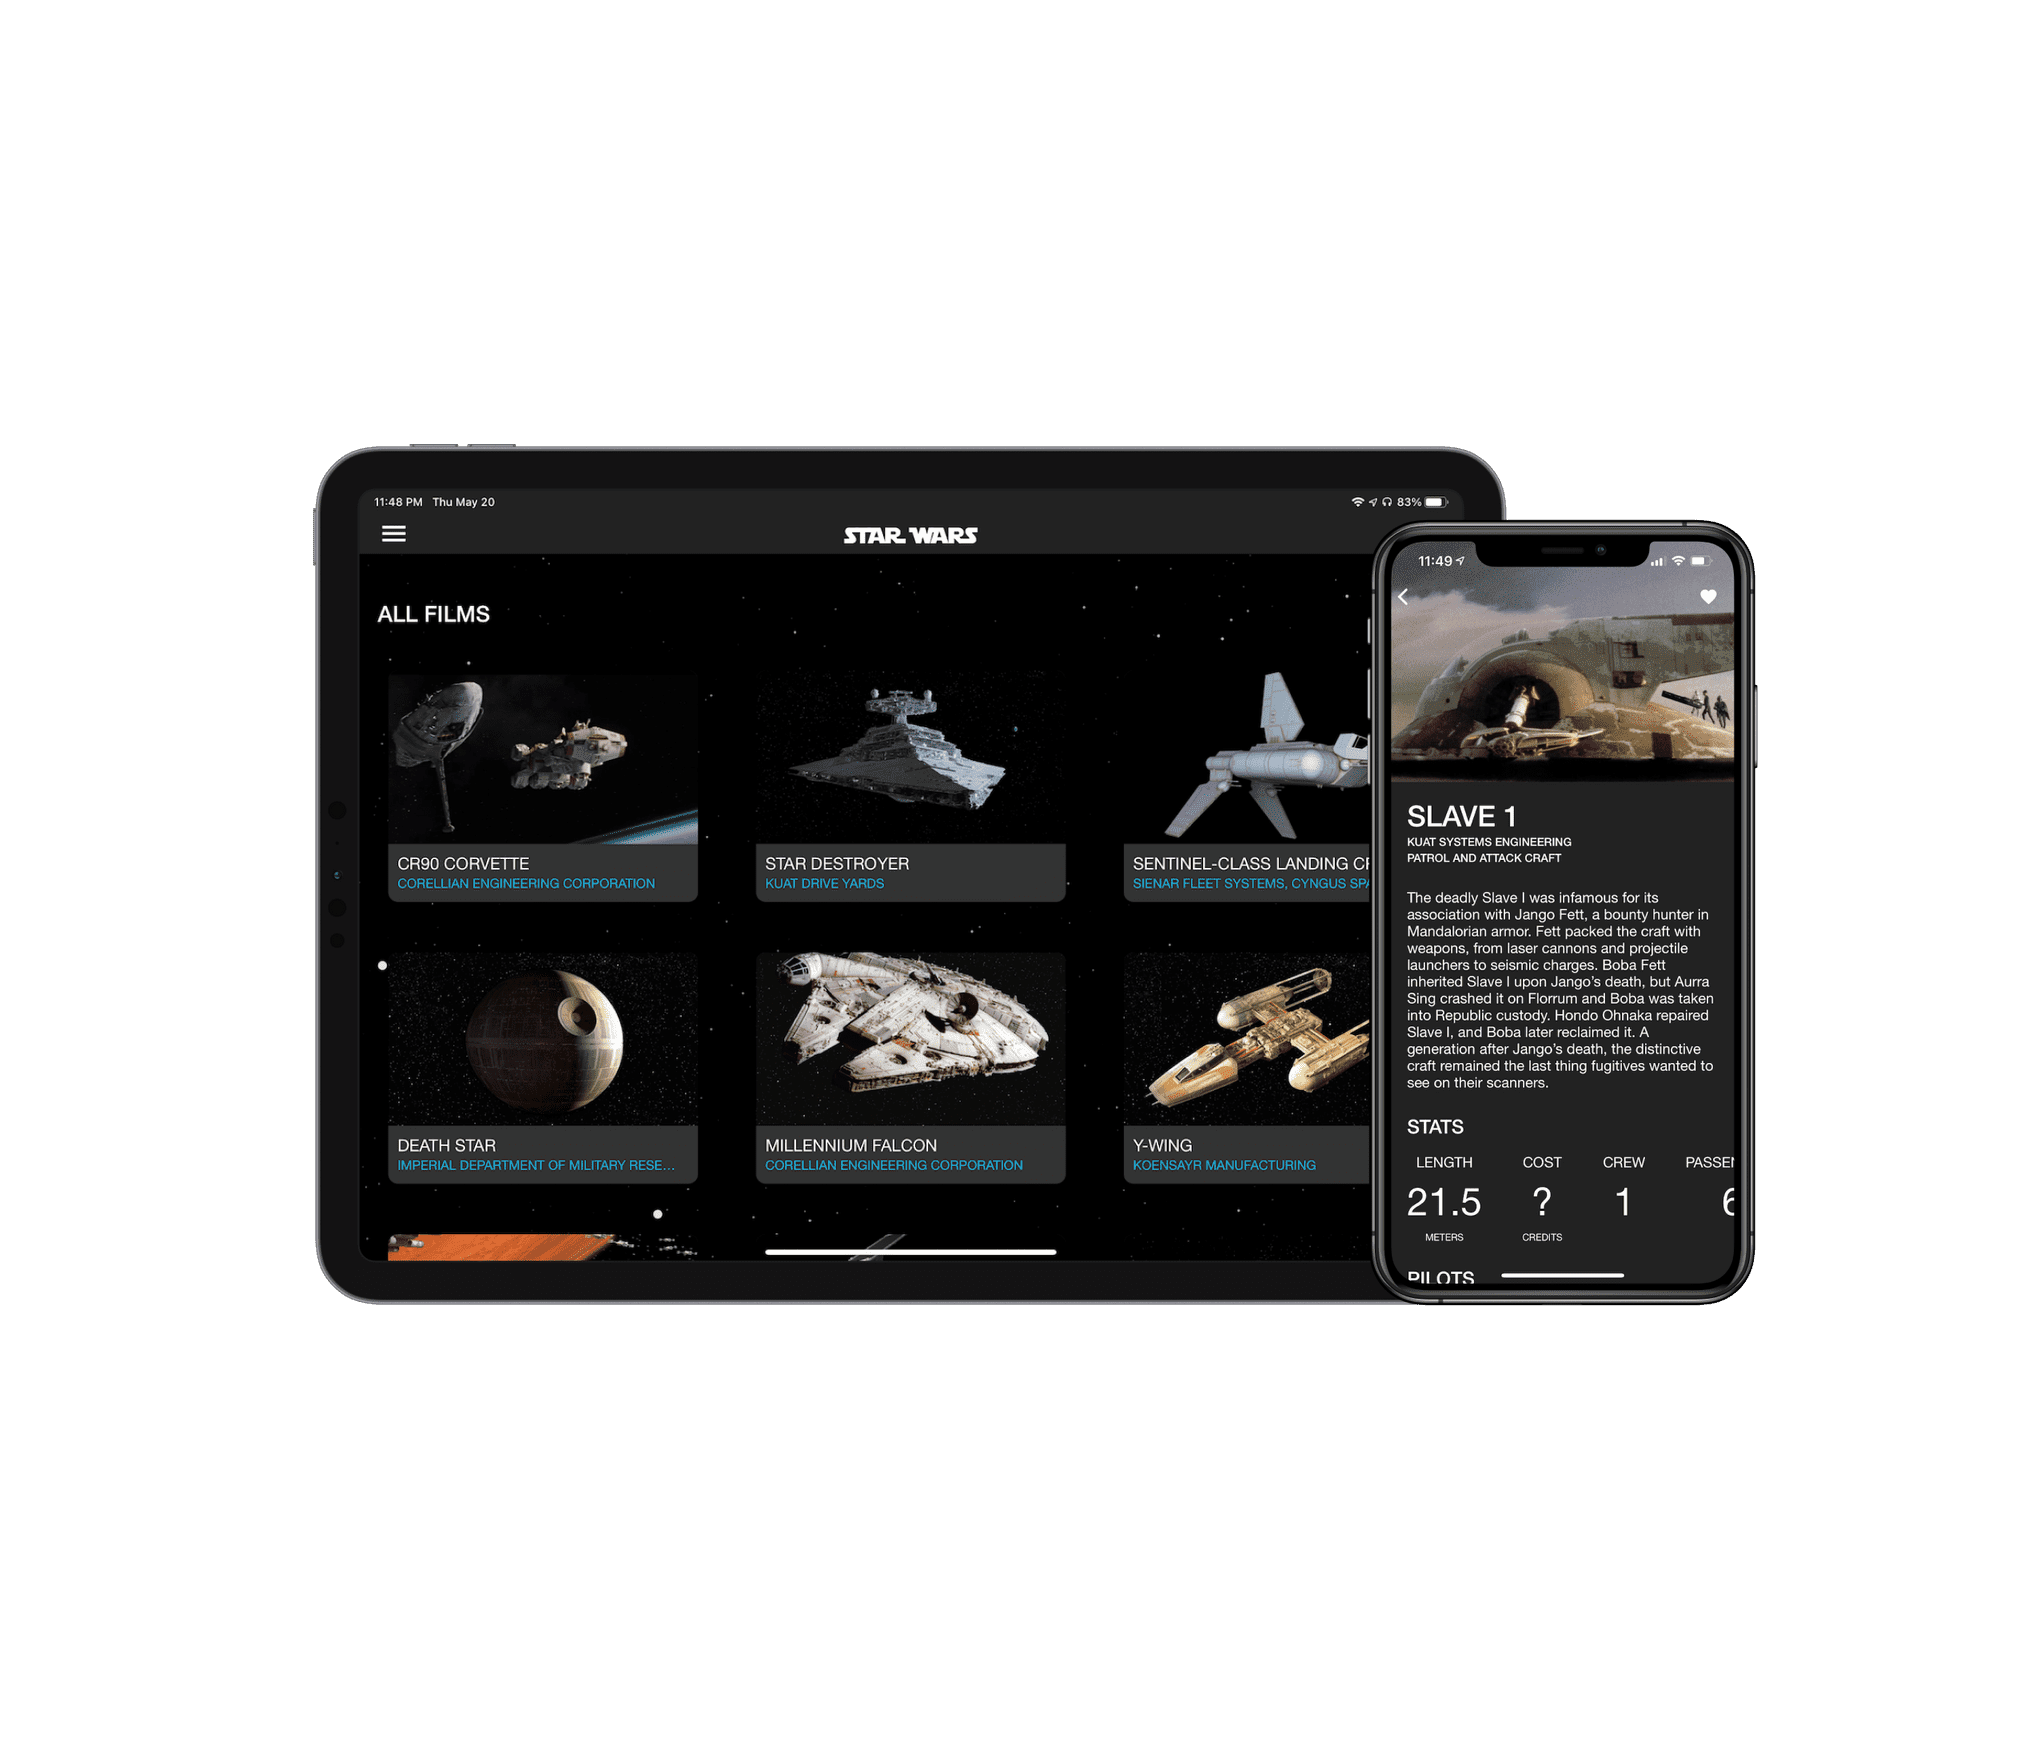 11:48 PM Thu May 20
83%
STAR WARS
ALL FILMS
CR90 CORVETTE
CORELLIAN ENGINEERING CORPORATION
STAR DESTROYER
KUAT DRIVE YARDS
SENTINEL-CLASS LANDING
SIENAR FLEET SYSTEMS, CYNGUS
DEATH STAR
IMPERIAL DEPARTMENT OF MILITARY RESE...
MILLENNIUM FALCON
CORELLIAN ENGINEERING CORPORATION
Y-WING
KOENSAYR MANUFACTURING
11:49
SLAVE 1
KUAT SYSTEMS ENGINEERING
PATROL AND ATTACK CRAFT
The deadly Slave I was infamous for its
association with Jango Fett, a bounty hunter in
Mandalorian armor. Fett packed the craft with
weapons, from laser cannons and projectile
launchers to seismic charges. Boba Fett
inherited Slave I upon Jango's death, but Aurra
Sing crashed it on Florrum and Boba was taken
into Republic custody. Hondo Ohnaka repaired
Slave I, and Boba later reclaimed it. A
generation after Jango's death, the distinctive
craft remained the last thing fugitives wanted to
see on their scanners.
STATS
LENGTH COST CREW
21.5 ? 1
METERS CREDITS
PILOTS